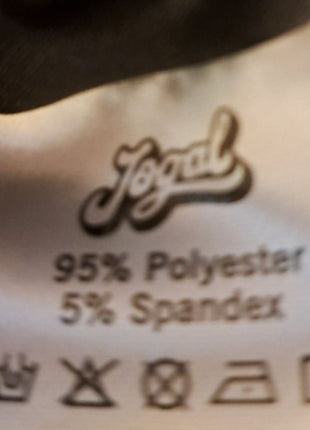 Jogal
95% Polyester
5% Spandex